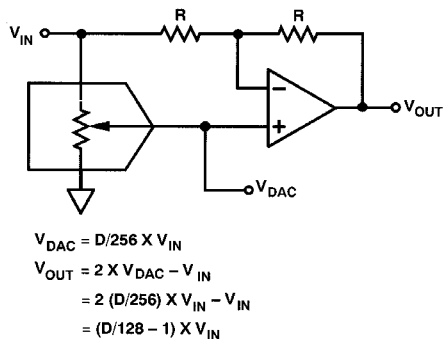 R
R
V_IN
V_OUT
V_DAC
V_DAC = D/256 X V_IN
V_OUT = 2 X V_DAC – V_IN
= 2 (D/256) X V_IN – V_IN
= (D/128 – 1) X V_IN